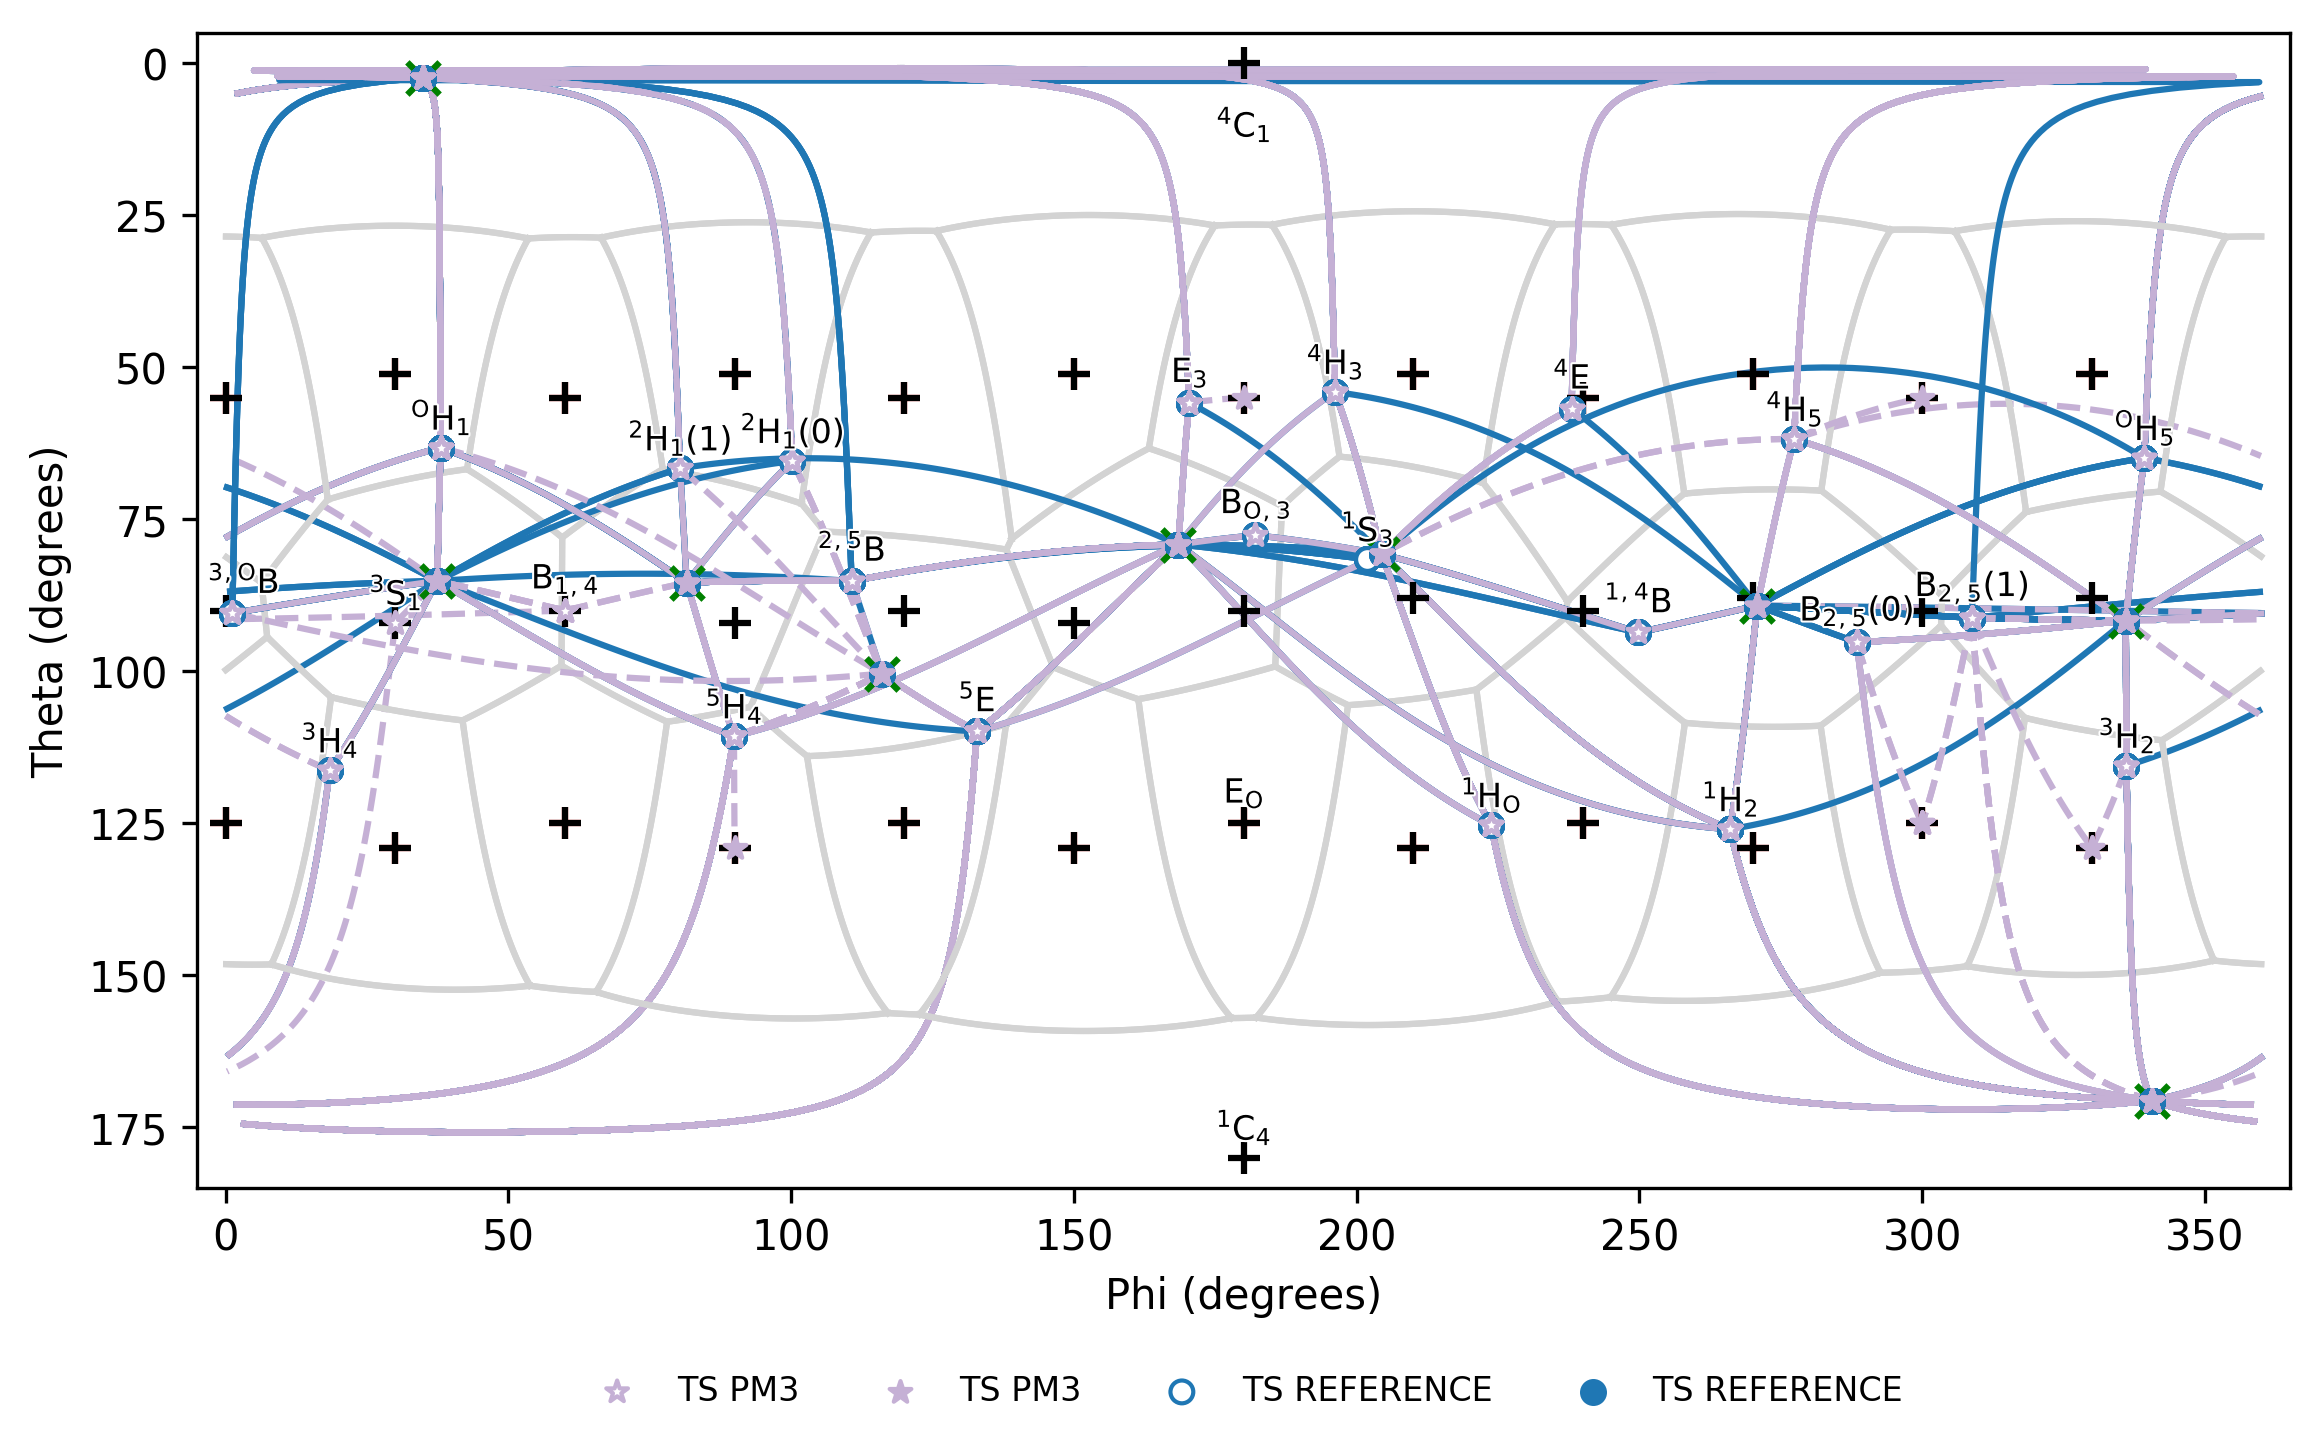 0
25
50
75
100
125
150
175
Theta (degrees)
⁴C₁
E₃
⁴H₃
⁴E
⁴H₅
ᴼH₁
²H₁(1)
²H₁(0)
ᴼH₅
B_O,3
¹S₃
²,⁵B
³,ᴼB
³S₁
B₁,₄
¹,⁴B
B₂,₅(0)
B₂,₅(1)
⁵H₄
⁵E
³H₄
³H₂
E_O
¹H_O
¹H₂
¹C₄
0 50 100 150 200 250 300 350
Phi (degrees)
TS PM3 TS PM3 TS REFERENCE TS REFERENCE